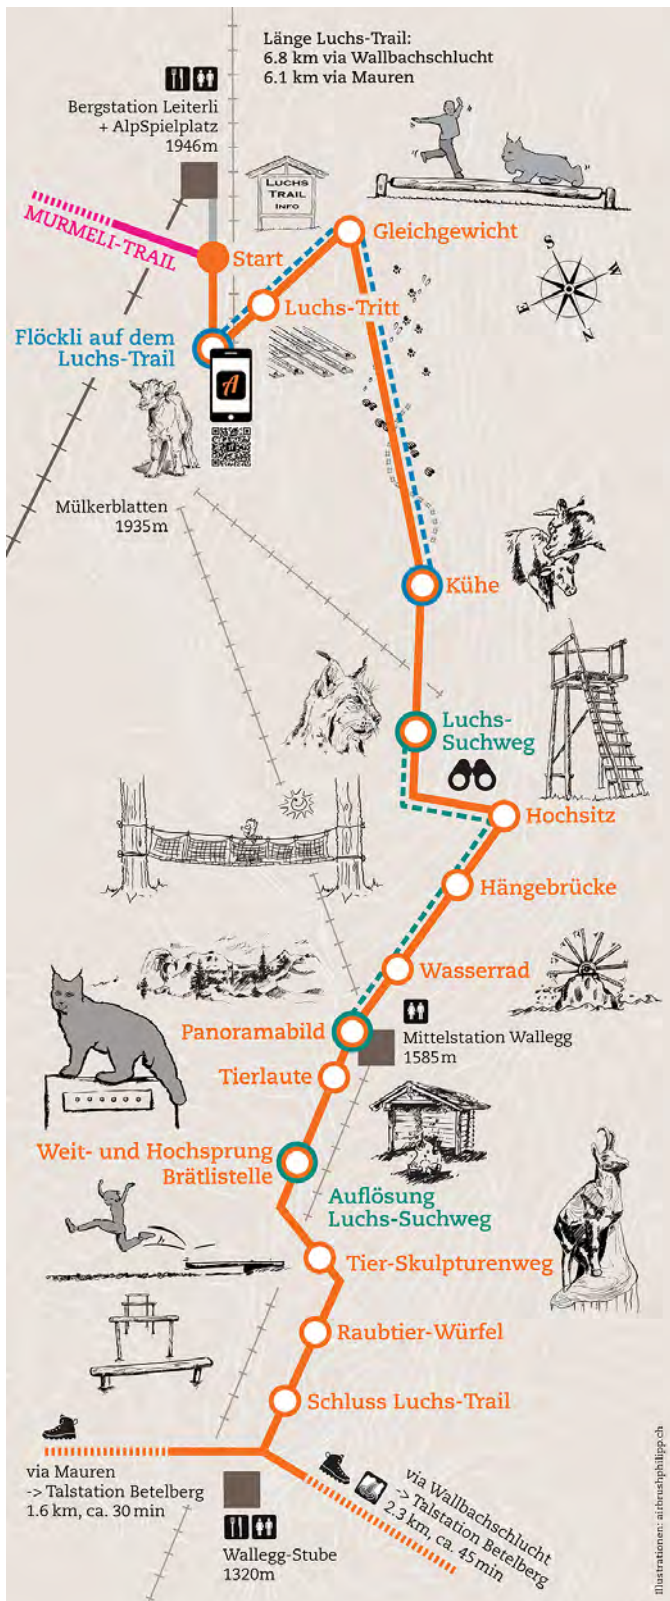 Länge Luchs-Trail:
6.8 km via Wallbachschlucht
6.1 km via Mauren
Bergstation Leiterli
+ AlpSpielplatz
1946m
LUCHS
TRAIL
INFO
MURMELI-TRAIL
Start
Gleichgewicht
S
W
E
N
Luchs-Tritt
Flöckli auf dem
Luchs-Trail
A
Mülkerblatten
1935m
Kühe
Luchs-
Suchweg
Hochsitz
Hängebrücke
Wasserrad
Panoramabild
Mittelstation Wallegg
1585m
Tierlaute
Weit- und Hochsprung
Brätlistelle
Auflösung
Luchs-Suchweg
Tier-Skulpturenweg
Raubtier-Würfel
Schluss Luchs-Trail
via Mauren
-> Talstation Betelberg
1.6 km, ca. 30 min
via Wallbachschlucht
-> Talstation Betelberg
2.3 km, ca. 45 min
Wallegg-Stube
1320m
Illustrationen: airbrushphilipp.ch